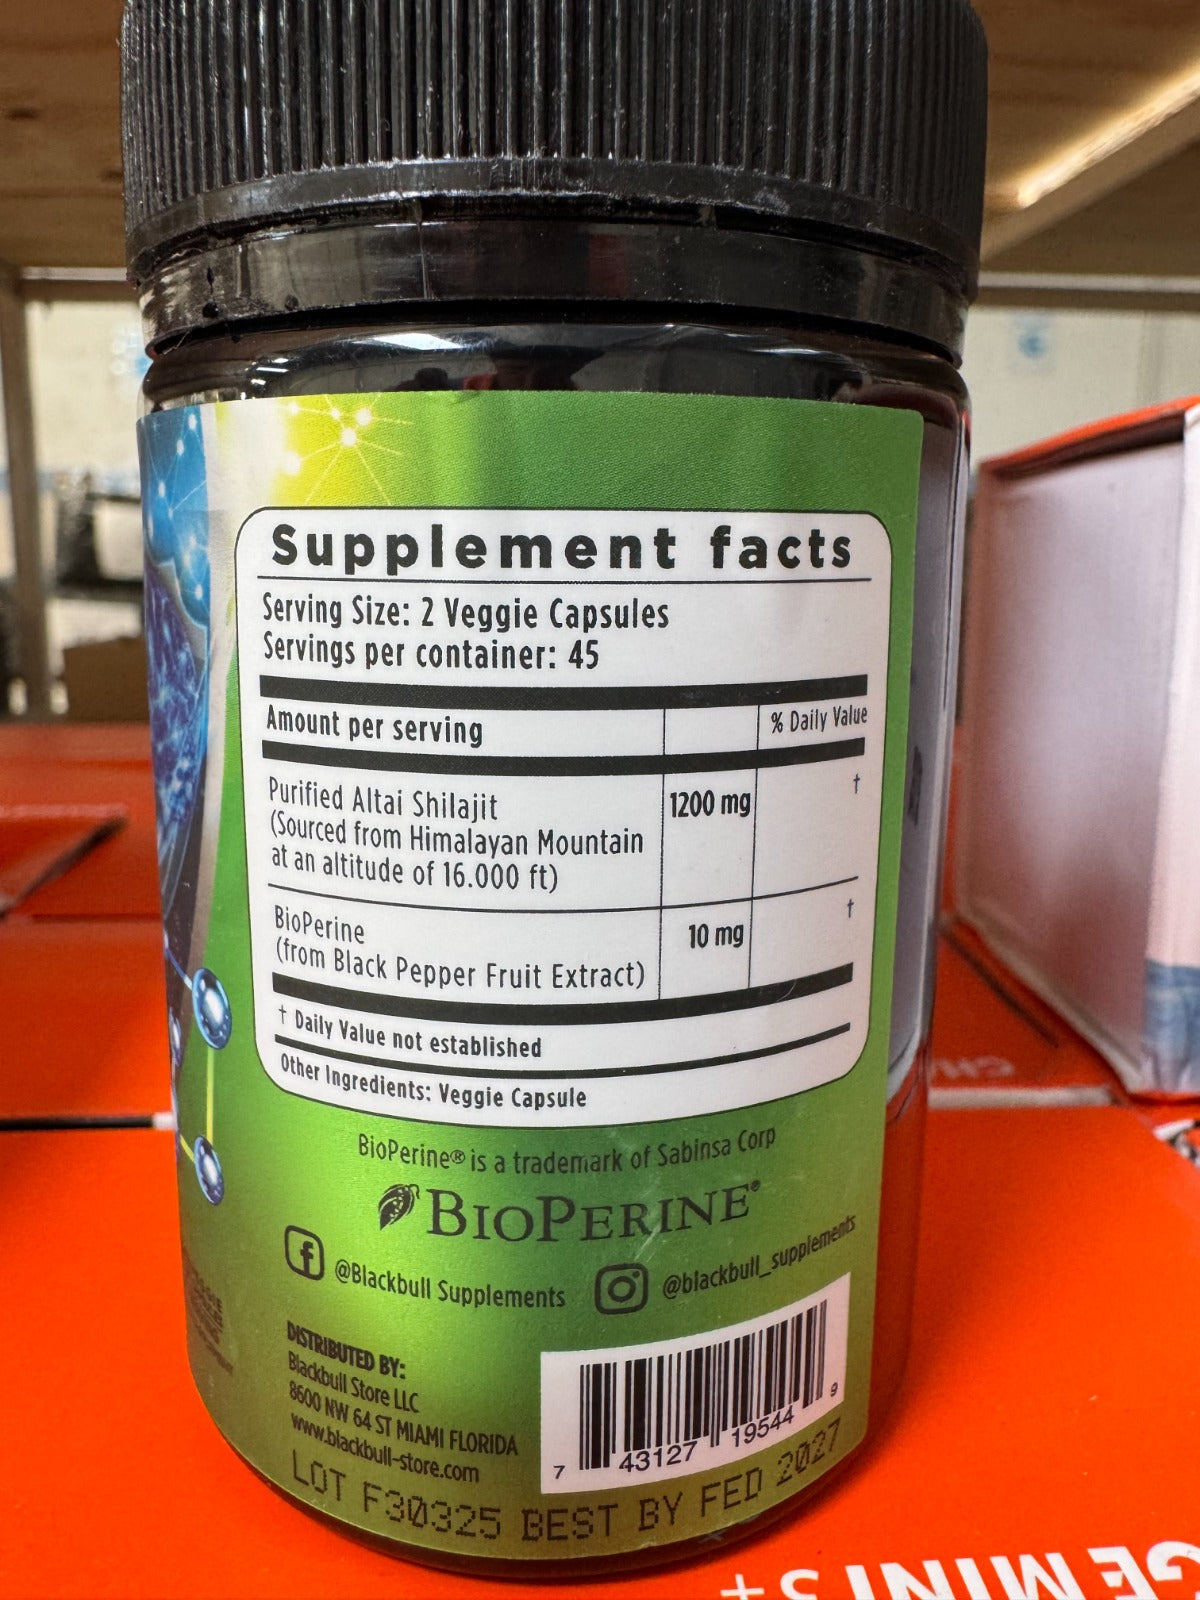 Supplement facts
Serving Size: 2 Veggie Capsules
Servings per container: 45
Amount per serving % Daily Value
Purified Altai Shilajit 1200 mg †
(Sourced from Himalayan Mountain
at an altitude of 16.000 ft)
BioPerine 10 mg †
(from Black Pepper Fruit Extract)
† Daily Value not established
Other Ingredients: Veggie Capsule
BioPerine® is a trademark of Sabinsa Corp
BIOPERINE®
@Blackbull Supplements @blackbull_supplements
DISTRIBUTED BY:
Blackbull Store LLC
8600 NW 64 ST MIAMI FLORIDA
www.blackbull-store.com
7 43127 19544 9
LOT F30325 BEST BY FED 2027
GEMINI 5+